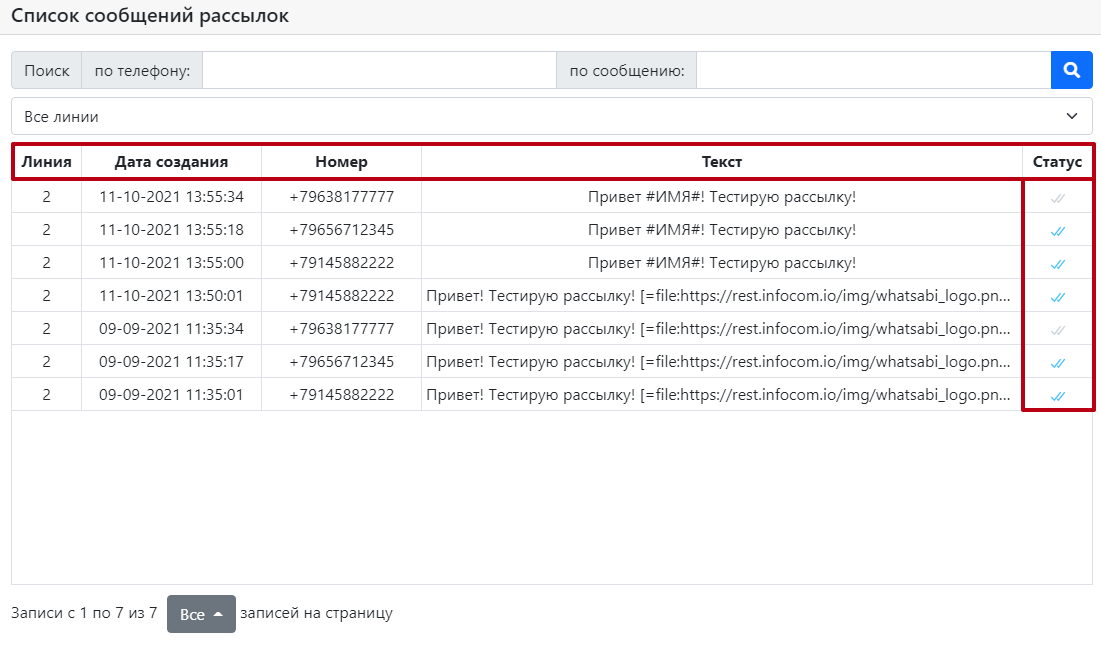 Список сообщений рассылок
Поиск по телефону: по сообщению:
Все линии
Линия Дата создания Номер Текст Статус
2 11-10-2021 13:55:34 +79638177777 Привет #ИМЯ#! Тестирую рассылку!
2 11-10-2021 13:55:18 +79656712345 Привет #ИМЯ#! Тестирую рассылку!
2 11-10-2021 13:55:00 +79145882222 Привет #ИМЯ#! Тестирую рассылку!
2 11-10-2021 13:50:01 +79145882222 Привет! Тестирую рассылку! [=file:https://rest.infocom.io/img/whatsabi_logo.pn...
2 09-09-2021 11:35:34 +79638177777 Привет! Тестирую рассылку! [=file:https://rest.infocom.io/img/whatsabi_logo.pn...
2 09-09-2021 11:35:17 +79656712345 Привет! Тестирую рассылку! [=file:https://rest.infocom.io/img/whatsabi_logo.pn...
2 09-09-2021 11:35:01 +79145882222 Привет! Тестирую рассылку! [=file:https://rest.infocom.io/img/whatsabi_logo.pn...
Записи с 1 по 7 из 7 Все записей на страницу